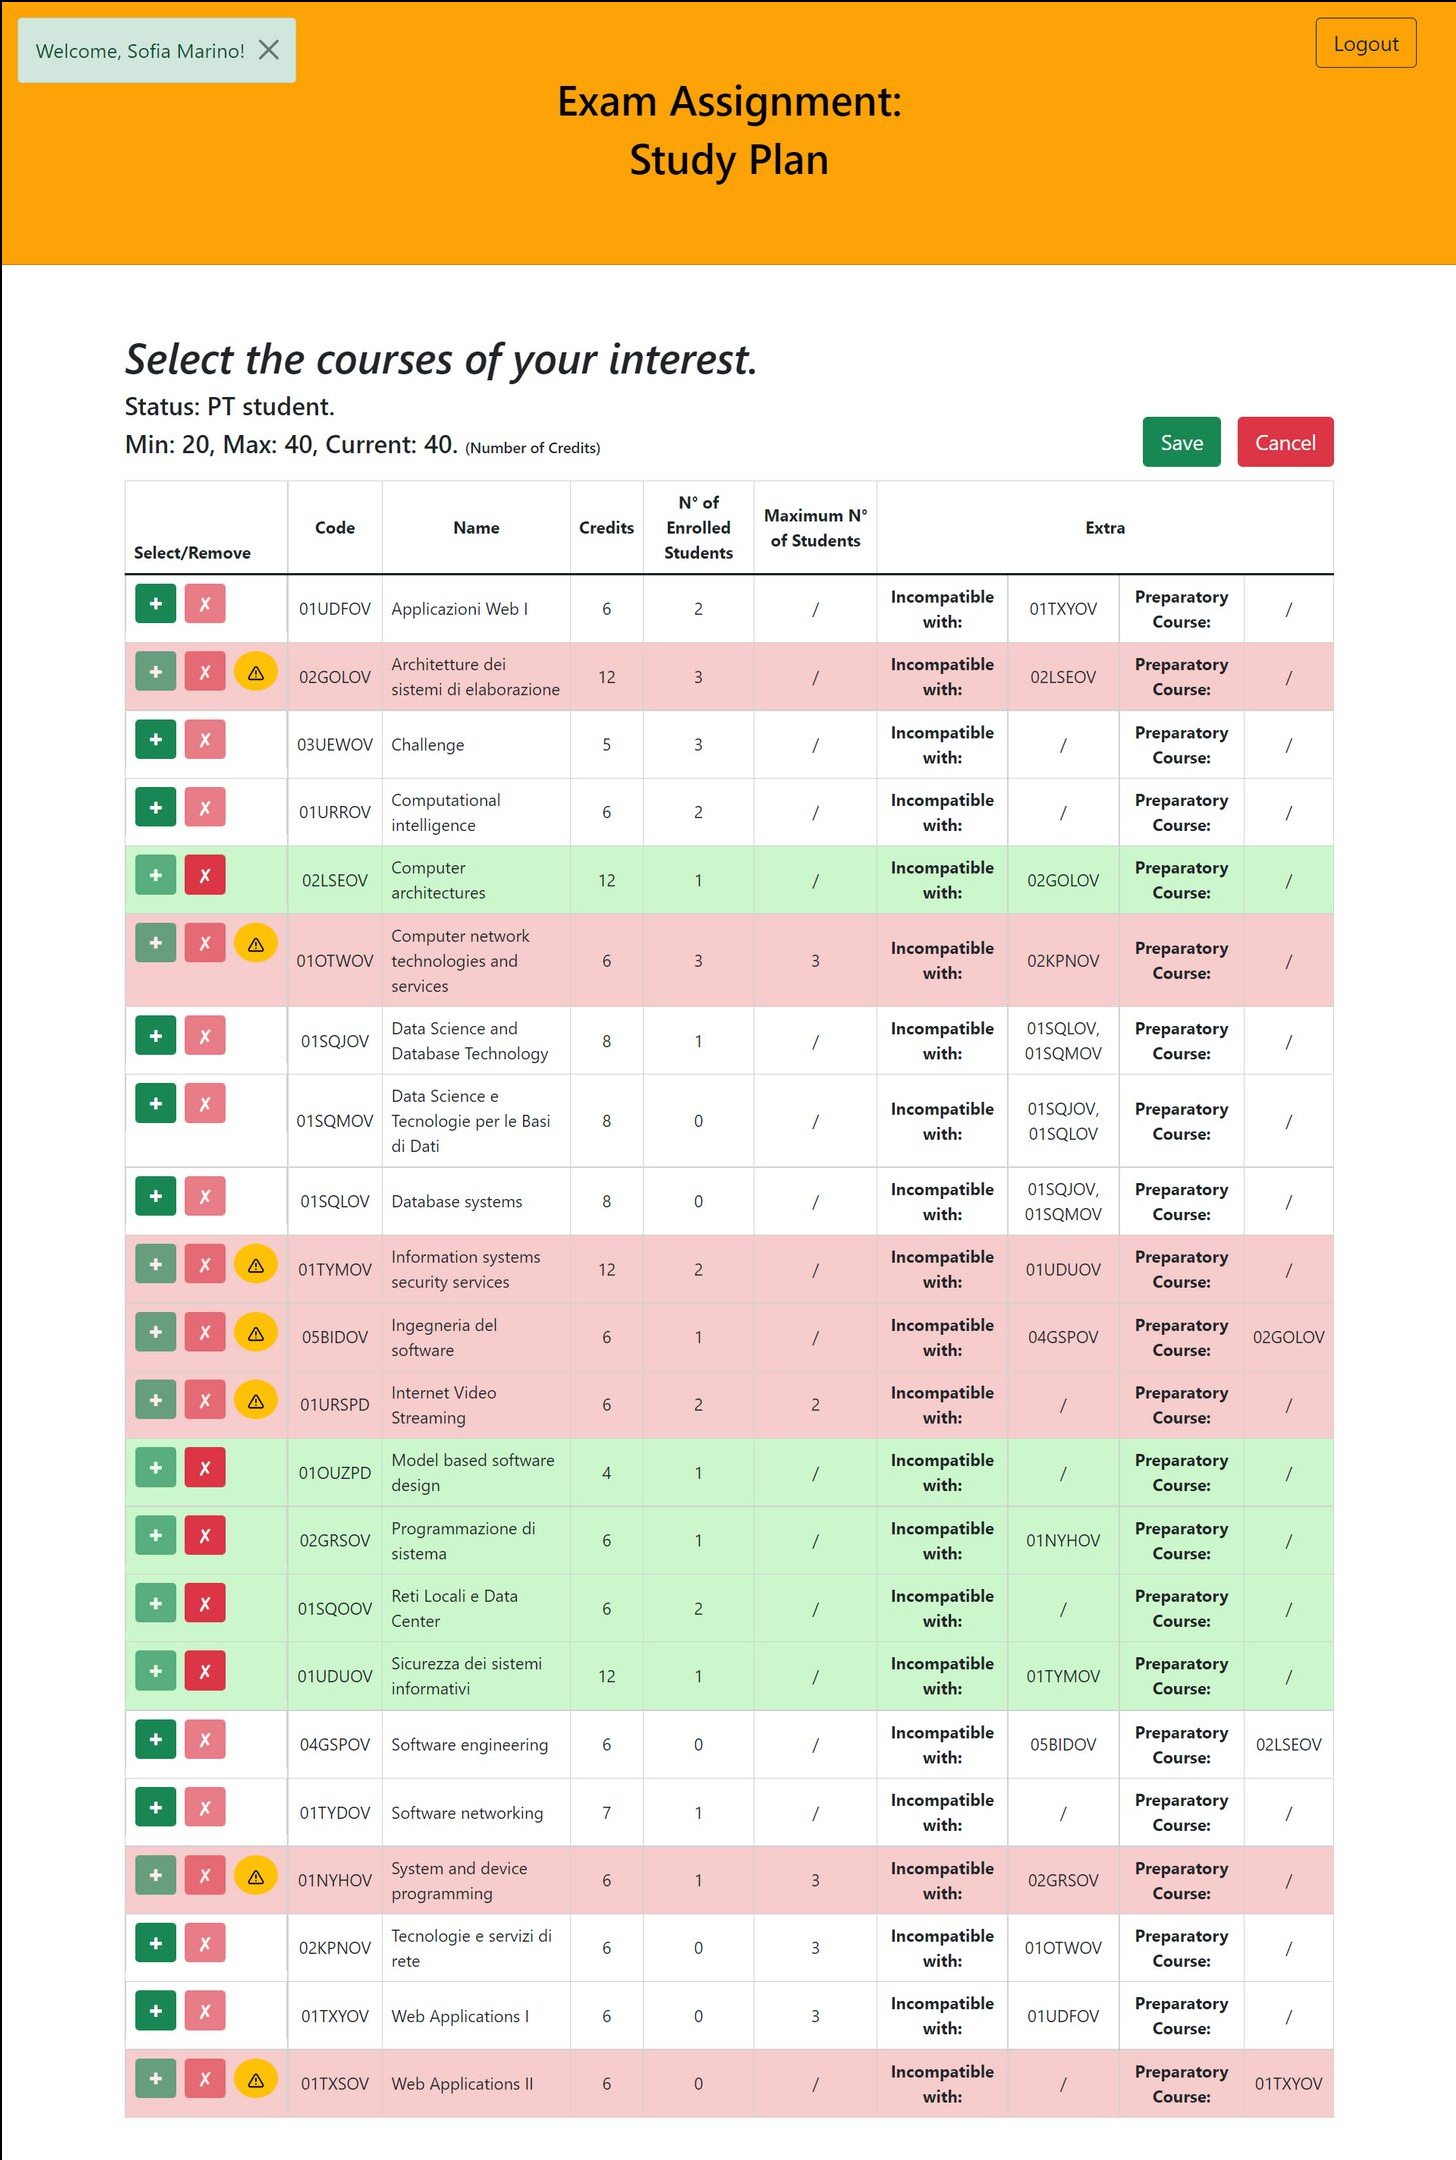 Welcome, Sofia Marino!
Logout
Exam Assignment:
Study Plan
Select the courses of your interest.
Status: PT student.
Min: 20, Max: 40, Current: 40. (Number of Credits)
Save Cancel
Select/Remove Code Name Credits N° of Enrolled Students Maximum N° of Students Extra
+ ✗ 01UDFOV Applicazioni Web I 6 2 / Incompatible with: 01TXYOV Preparatory Course: /
+ ✗ 02GOLOV Architetture dei sistemi di elaborazione 12 3 / Incompatible with: 02LSEOV Preparatory Course: /
+ ✗ 03UEWOV Challenge 5 3 / Incompatible with: / Preparatory Course: /
+ ✗ 01URROV Computational intelligence 6 2 / Incompatible with: / Preparatory Course: /
+ ✗ 02LSEOV Computer architectures 12 1 / Incompatible with: 02GOLOV Preparatory Course: /
+ ✗ 01OTWOV Computer network technologies and services 6 3 3 Incompatible with: 02KPNOV Preparatory Course: /
+ ✗ 01SQJOV Data Science and Database Technology 8 1 / Incompatible with: 01SQLOV, 01SQMOV Preparatory Course: /
+ ✗ 01SQMOV Data Science e Tecnologie per le Basi di Dati 8 0 / Incompatible with: 01SQJOV, 01SQLOV Preparatory Course: /
+ ✗ 01SQLOV Database systems 8 0 / Incompatible with: 01SQJOV, 01SQMOV Preparatory Course: /
+ ✗ 01TYMOV Information systems security services 12 2 / Incompatible with: 01UDUOV Preparatory Course: /
+ ✗ 05BIDOV Ingegneria del software 6 1 / Incompatible with: 04GSPOV Preparatory Course: 02GOLOV
+ ✗ 01URSPD Internet Video Streaming 6 2 2 Incompatible with: / Preparatory Course: /
+ ✗ 01OUZPD Model based software design 4 1 / Incompatible with: / Preparatory Course: /
+ ✗ 02GRSOV Programmazione di sistema 6 1 / Incompatible with: 01NYHOV Preparatory Course: /
+ ✗ 01SQOOV Reti Locali e Data Center 6 2 / Incompatible with: / Preparatory Course: /
+ ✗ 01UDUOV Sicurezza dei sistemi informativi 12 1 / Incompatible with: 01TYMOV Preparatory Course: /
+ ✗ 04GSPOV Software engineering 6 0 / Incompatible with: 05BIDOV Preparatory Course: 02LSEOV
+ ✗ 01TYDOV Software networking 7 1 / Incompatible with: / Preparatory Course: /
+ ✗ 01NYHOV System and device programming 6 1 3 Incompatible with: 02GRSOV Preparatory Course: /
+ ✗ 02KPNOV Tecnologie e servizi di rete 6 0 3 Incompatible with: 01OTWOV Preparatory Course: /
+ ✗ 01TXYOV Web Applications I 6 0 3 Incompatible with: 01UDFOV Preparatory Course: /
+ ✗ 01TXSOV Web Applications II 6 0 / Incompatible with: / Preparatory Course: 01TXYOV